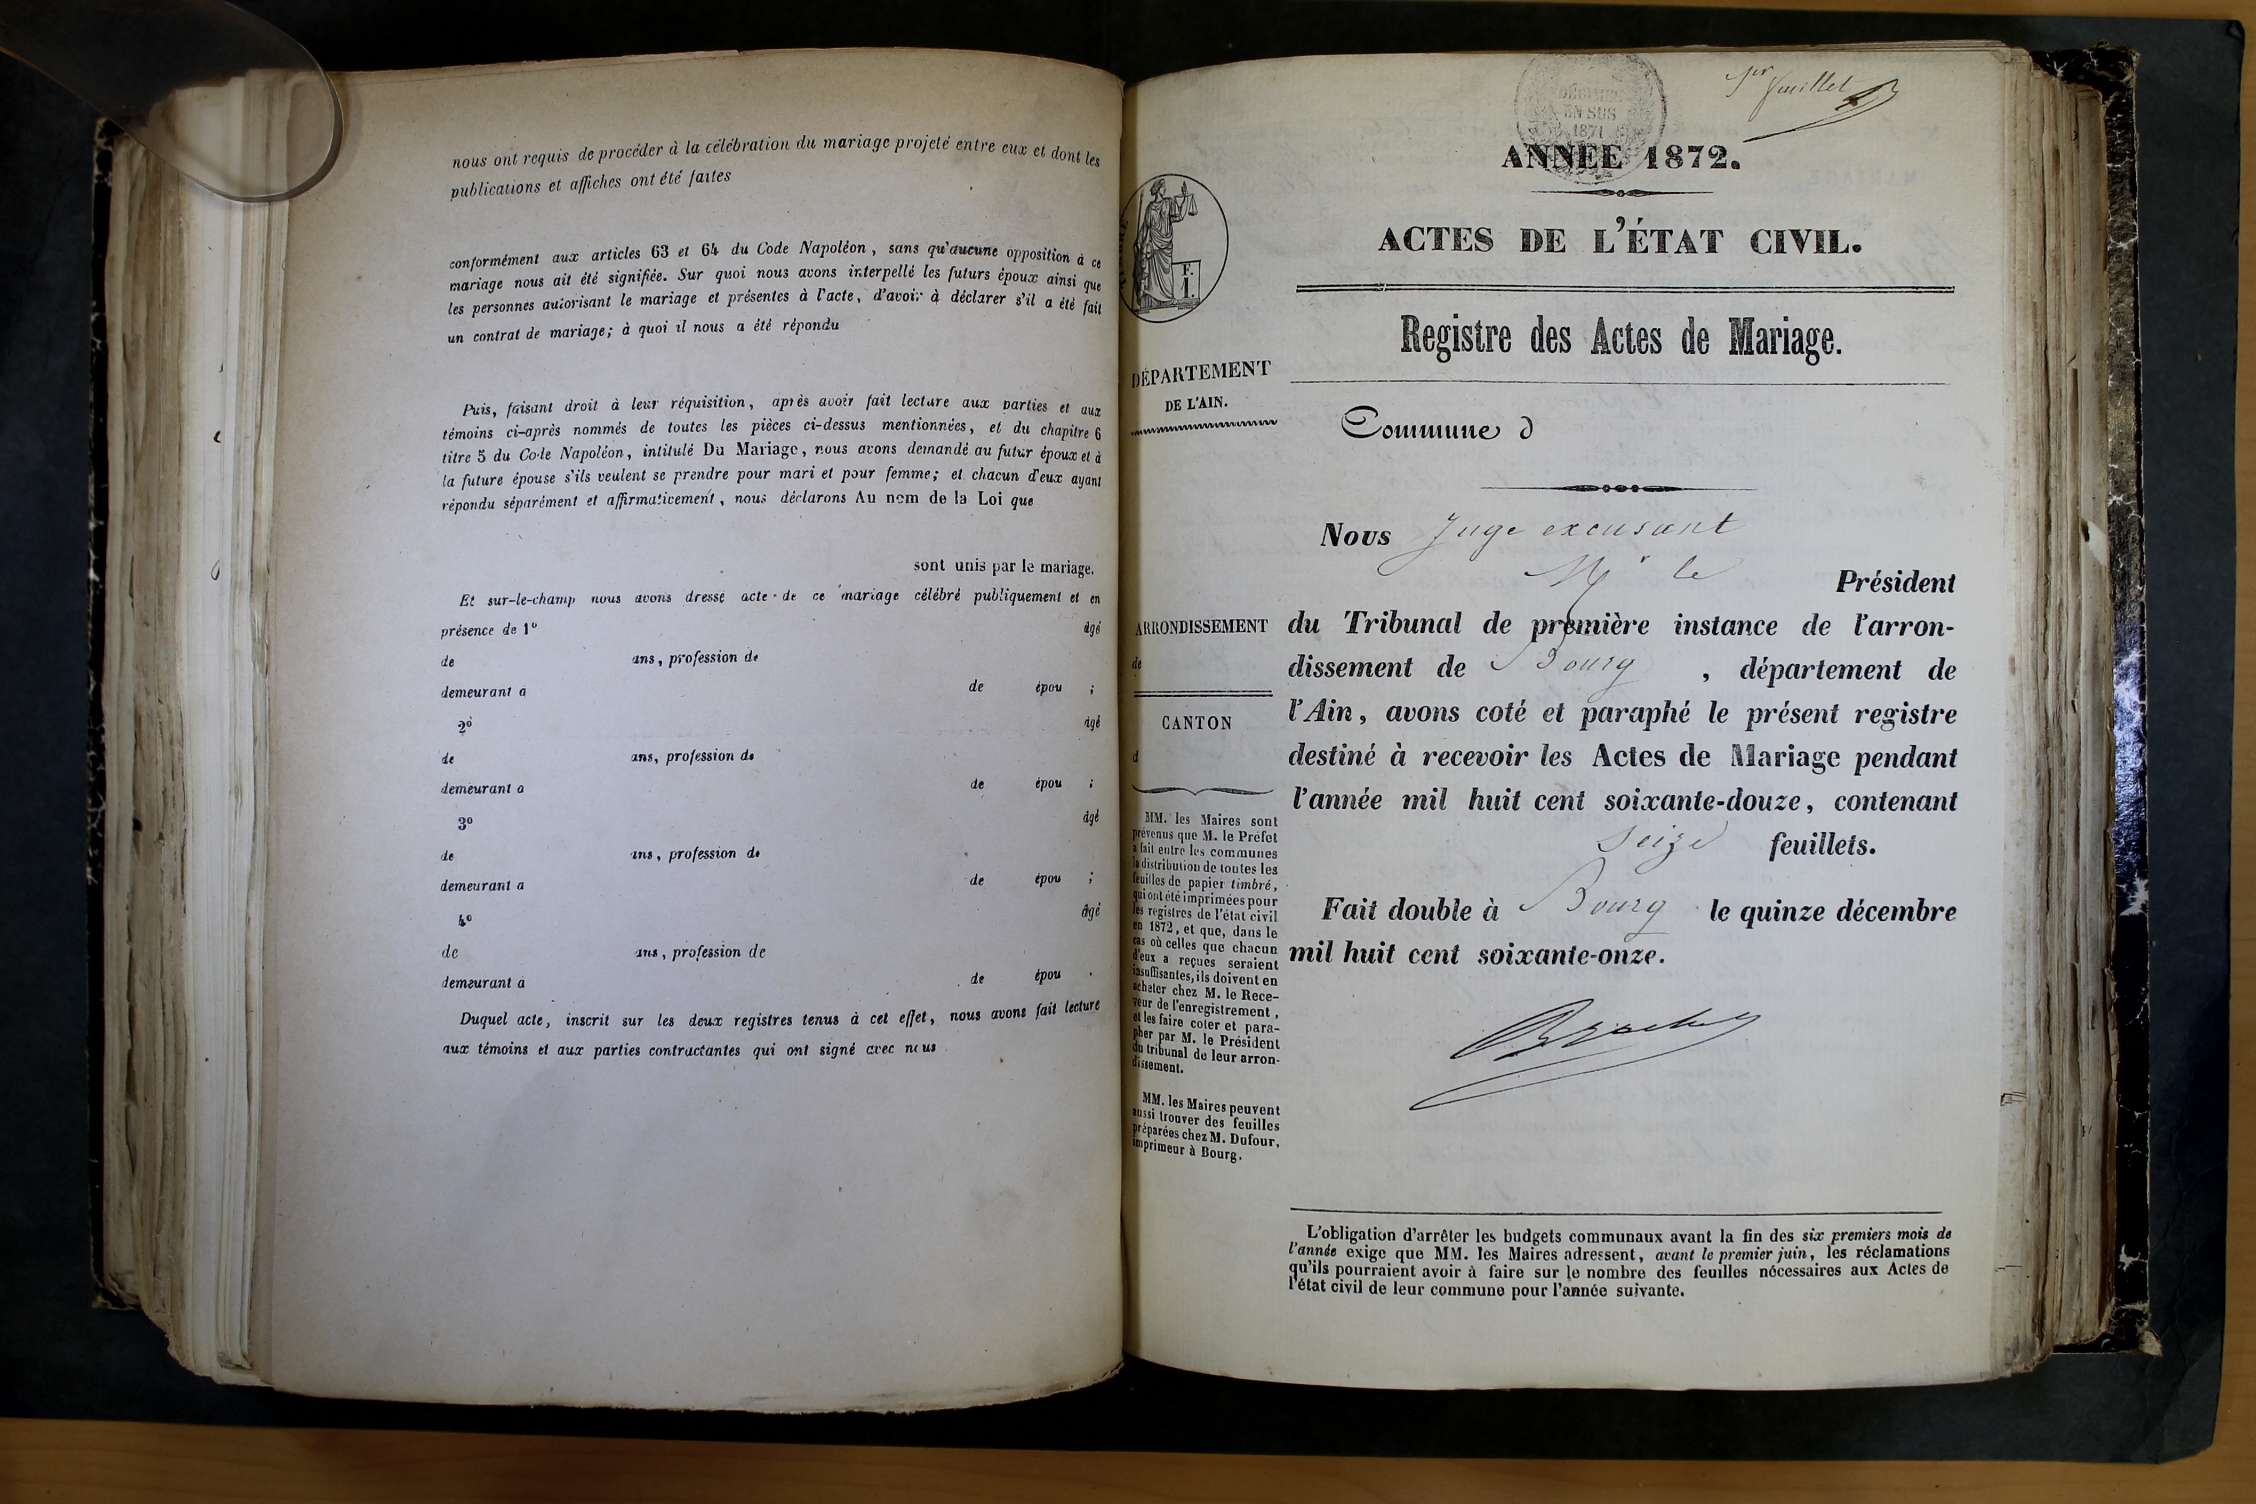 nous ont requis de procéder à la célébration du mariage projeté entre eux et dont les
publications et affiches ont été faites
conformément aux articles 63 et 64 du Code Napoléon, sans qu'aucune opposition à ce
mariage nous ait été signifiée. Sur quoi nous avons interpellé les futurs époux ainsi que
les personnes autorisant le mariage et présentes à l'acte, d'avoir à déclarer s'il a été fait
un contrat de mariage; à quoi il nous a été répondu
Puis, faisant droit à leur réquisition, après avoir fait lecture aux parties et aux
témoins ci-après nommés de toutes les pièces ci-dessus mentionnées, et du chapitre 6
titre 5 du Code Napoléon, intitulé Du Mariage, nous avons demandé au futur époux et à
la future épouse s'ils veulent se prendre pour mari et pour femme; et chacun d'eux ayant
répondu séparément et affirmativement, nous déclarons Au nom de la Loi que
sont unis par le mariage.
Et sur-le-champ nous avons dressé acte de ce mariage célébré publiquement et en
présence de 1º âgé
de ans, profession de
demeurant à de épou ;
2º âgé
de ans, profession de
demeurant à de épou ;
3º âgé
de ans, profession de
demeurant à de épou ;
4º âgé
de ans, profession de
demeurant à de épou .
Duquel acte, inscrit sur les deux registres tenus à cet effet, nous avons fait lecture
aux témoins et aux parties contractantes qui ont signé avec nous
1er feuillet
DÉCIMES
EN SUS
1871
ANNÉE 1872.
ACTES DE L'ÉTAT CIVIL.
Registre des Actes de Mariage.
F.
I.
DÉPARTEMENT
DE L'AIN.
Commune d
Nous Juge excusant
Mr le Président
ARRONDISSEMENT
de
CANTON
d
du Tribunal de première instance de l'arron-
dissement de Bourg, département de
l'Ain, avons coté et paraphé le présent registre
destiné à recevoir les Actes de Mariage pendant
l'année mil huit cent soixante-douze, contenant
seize feuillets.
Fait double à Bourg le quinze décembre
mil huit cent soixante-onze.
MM. les Maires sont
prévenus que M. le Préfet
a fait entre les communes
la distribution de toutes les
feuilles de papier timbré,
qui ont été imprimées pour
les registres de l'état civil
en 1872, et que, dans le
cas où celles que chacun
d'eux a reçues seraient
insuffisantes, ils doivent en
acheter chez M. le Rece-
veur de l'enregistrement,
et les faire coter et para-
pher par M. le Président
du tribunal de leur arron-
dissement.
MM. les Maires peuvent
aussi trouver des feuilles
préparées chez M. Dufour,
imprimeur à Bourg.
L'obligation d'arrêter les budgets communaux avant la fin des six premiers mois de
l'année exige que MM. les Maires adressent, avant le premier juin, les réclamations
qu'ils pourraient avoir à faire sur le nombre des feuilles nécessaires aux Actes de
l'état civil de leur commune pour l'année suivante.